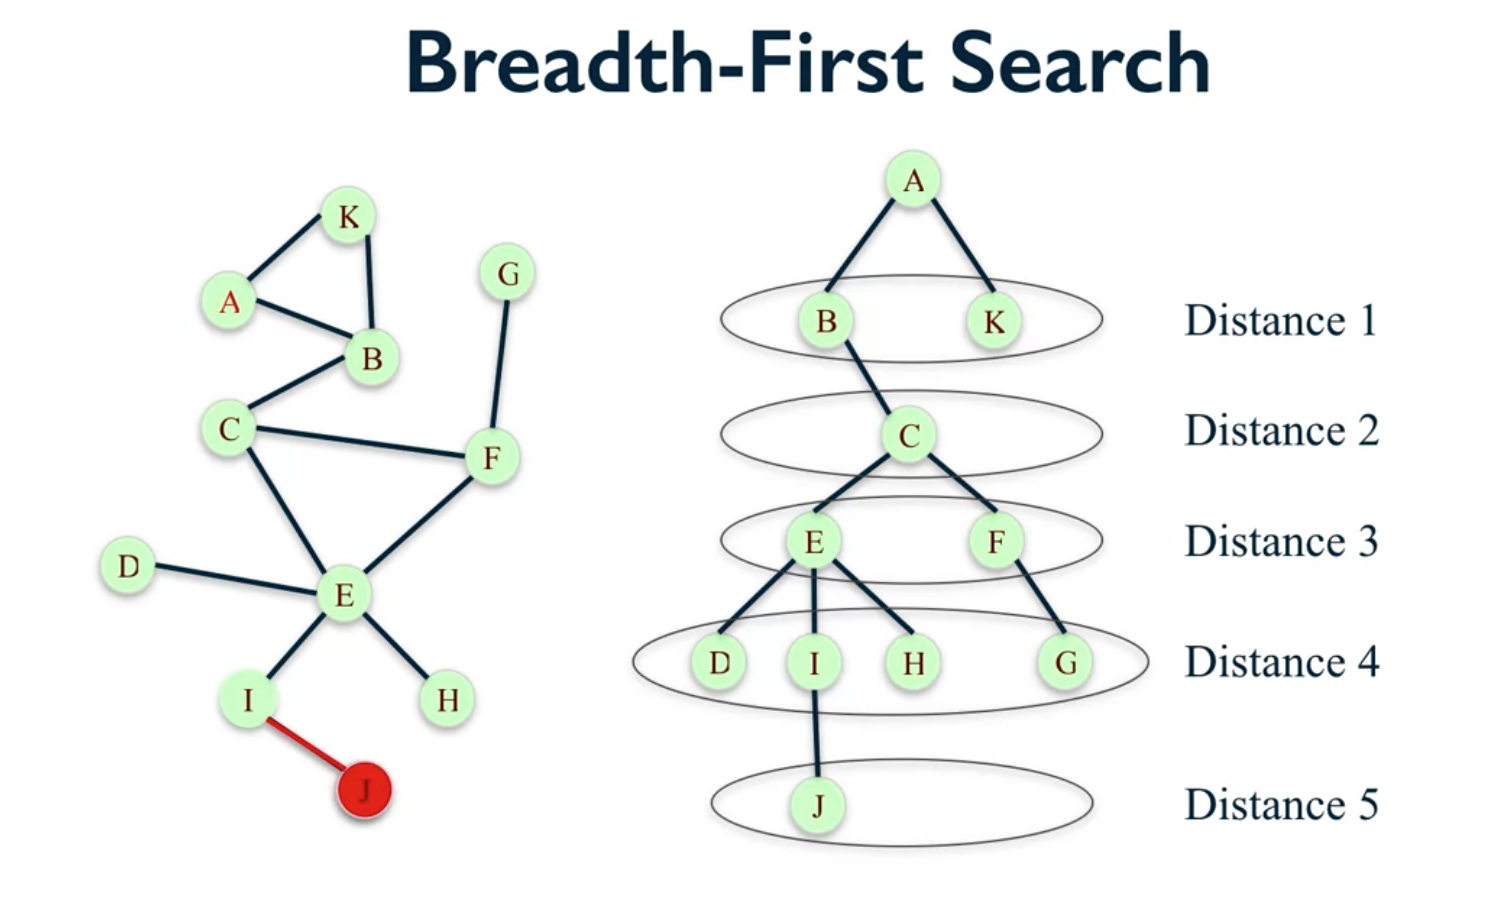 Breadth-First Search
K
G
A
B
C
F
D
E
I
H
J
A
B
K
Distance 1
C
Distance 2
E
F
Distance 3
D
I
H
G
Distance 4
J
Distance 5